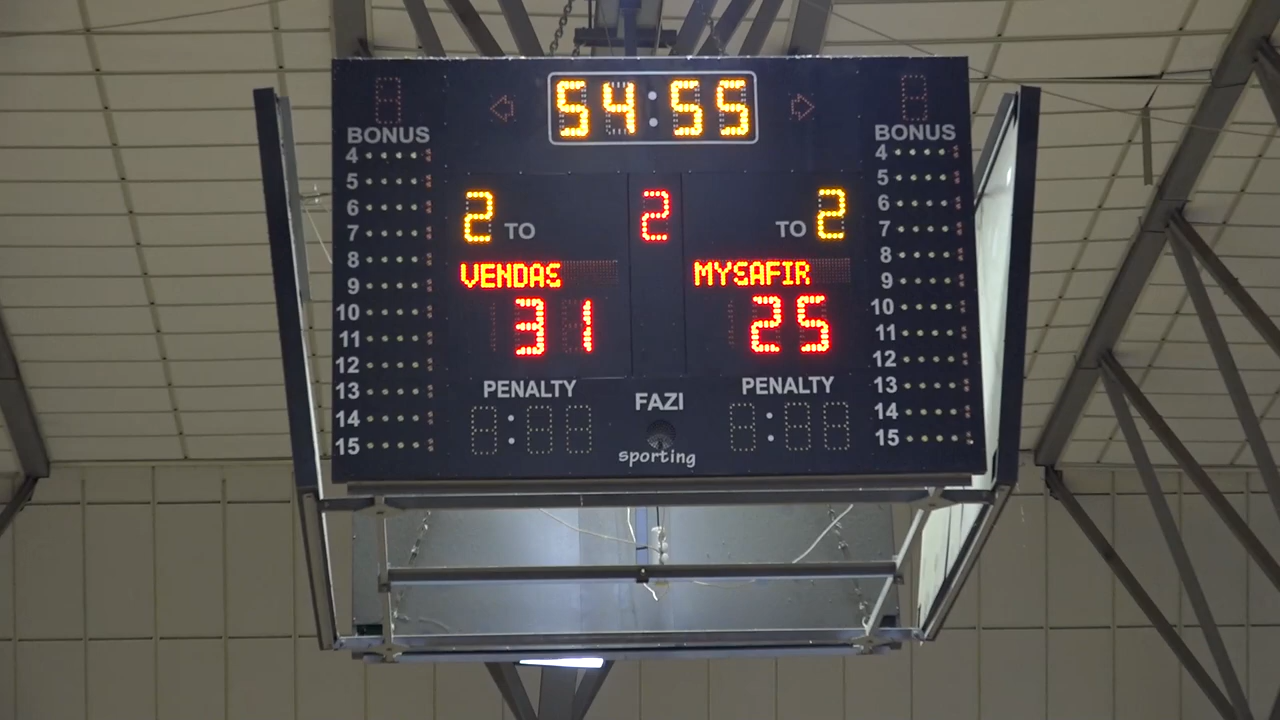 54:55
BONUS BONUS
2 TO 2 TO 2
VENDAS MYSAFIR
31 25
PENALTY FAZI PENALTY
sporting
4 4
5 5
6 6
7 7
8 8
9 9
10 10
11 11
12 12
13 13
14 14
15 15